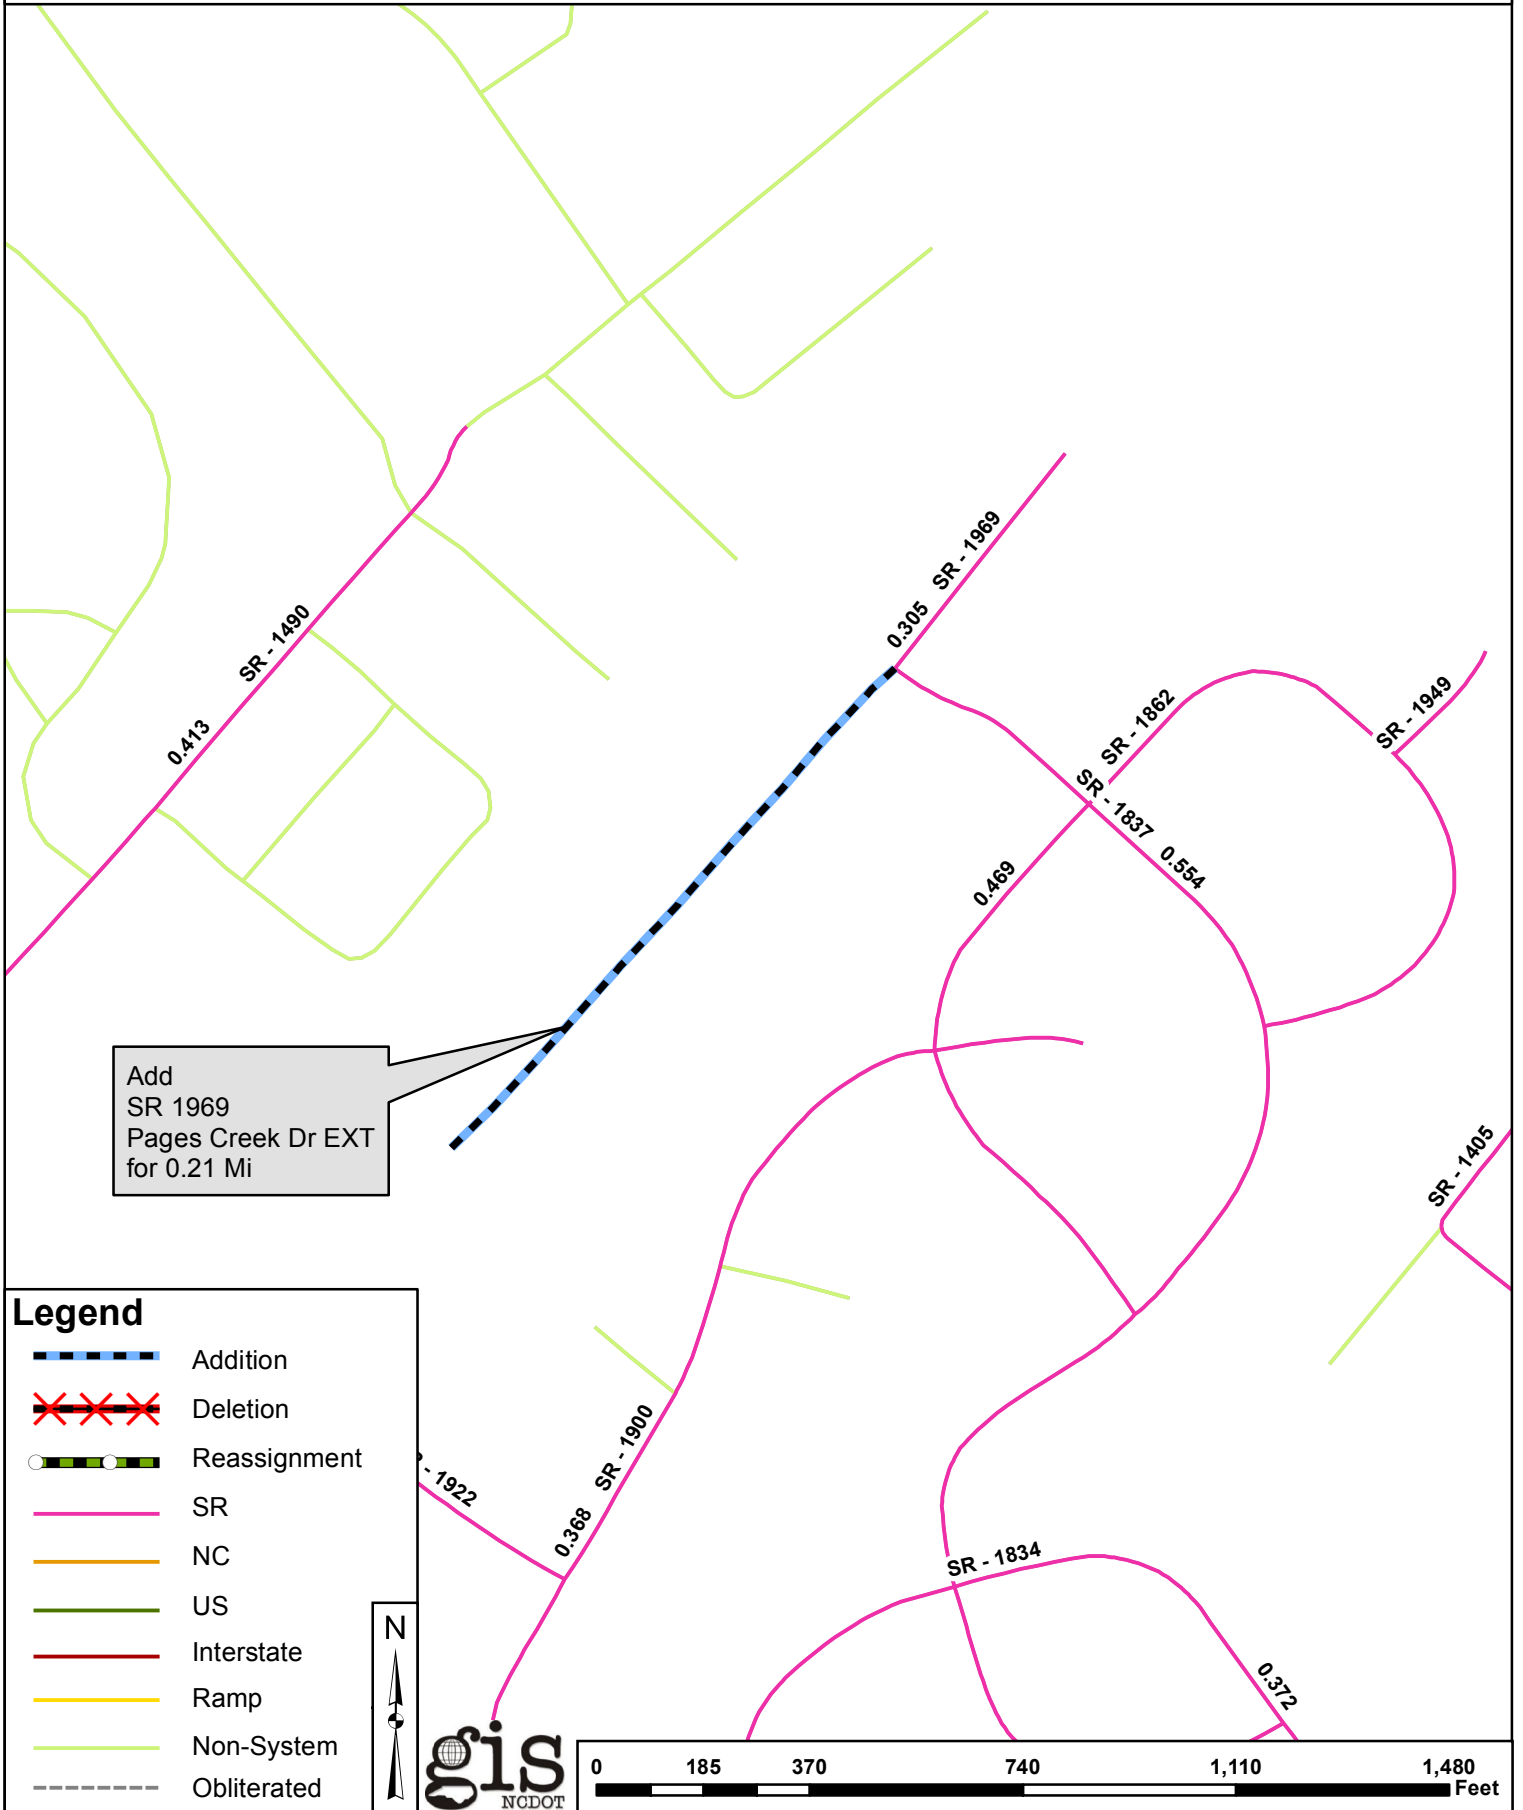 SR - 1969
0.305
SR - 1490
0.413
SR - 1862
SR - 1949
SR - 1837
0.554
0.469
Add
SR 1969
Pages Creek Dr EXT
for 0.21 Mi
SR - 1405
SR - 1900
0.368
- 1922
SR - 1834
0.372
Legend
Addition
Deletion
Reassignment
SR
NC
US
Interstate
Ramp
Non-System
Obliterated
N
gis
NCDOT
0 185 370 740 1,110 1,480
Feet